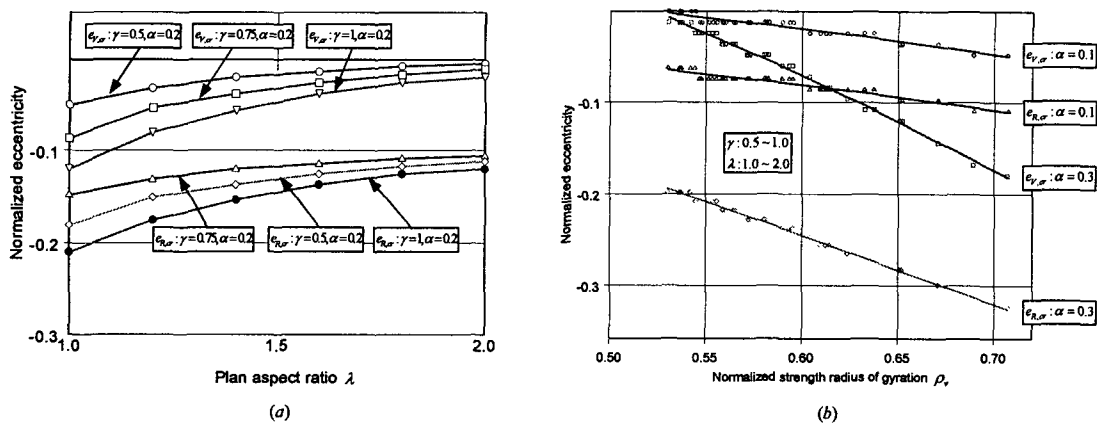 e_{V,cr}: γ=0.5, α=0.2
e_{V,cr}: γ=0.75, α=0.2
e_{V,cr}: γ=1, α=0.2
Normalized eccentricity
-0.1
-0.2
-0.3
e_{R,cr}: γ=0.75, α=0.2
e_{R,cr}: γ=0.5, α=0.2
e_{R,cr}: γ=1, α=0.2
1.0 1.5 2.0
Plan aspect ratio λ
(a)
Normalized eccentricity
-0.1
-0.2
-0.3
γ: 0.5 ~ 1.0
λ: 1.0 ~ 2.0
e_{V,cr}: α = 0.1
e_{R,cr}: α = 0.1
e_{V,cr}: α = 0.3
e_{R,cr}: α = 0.3
0.50 0.55 0.60 0.65 0.70
Normalized strength radius of gyration ρ_v
(b)